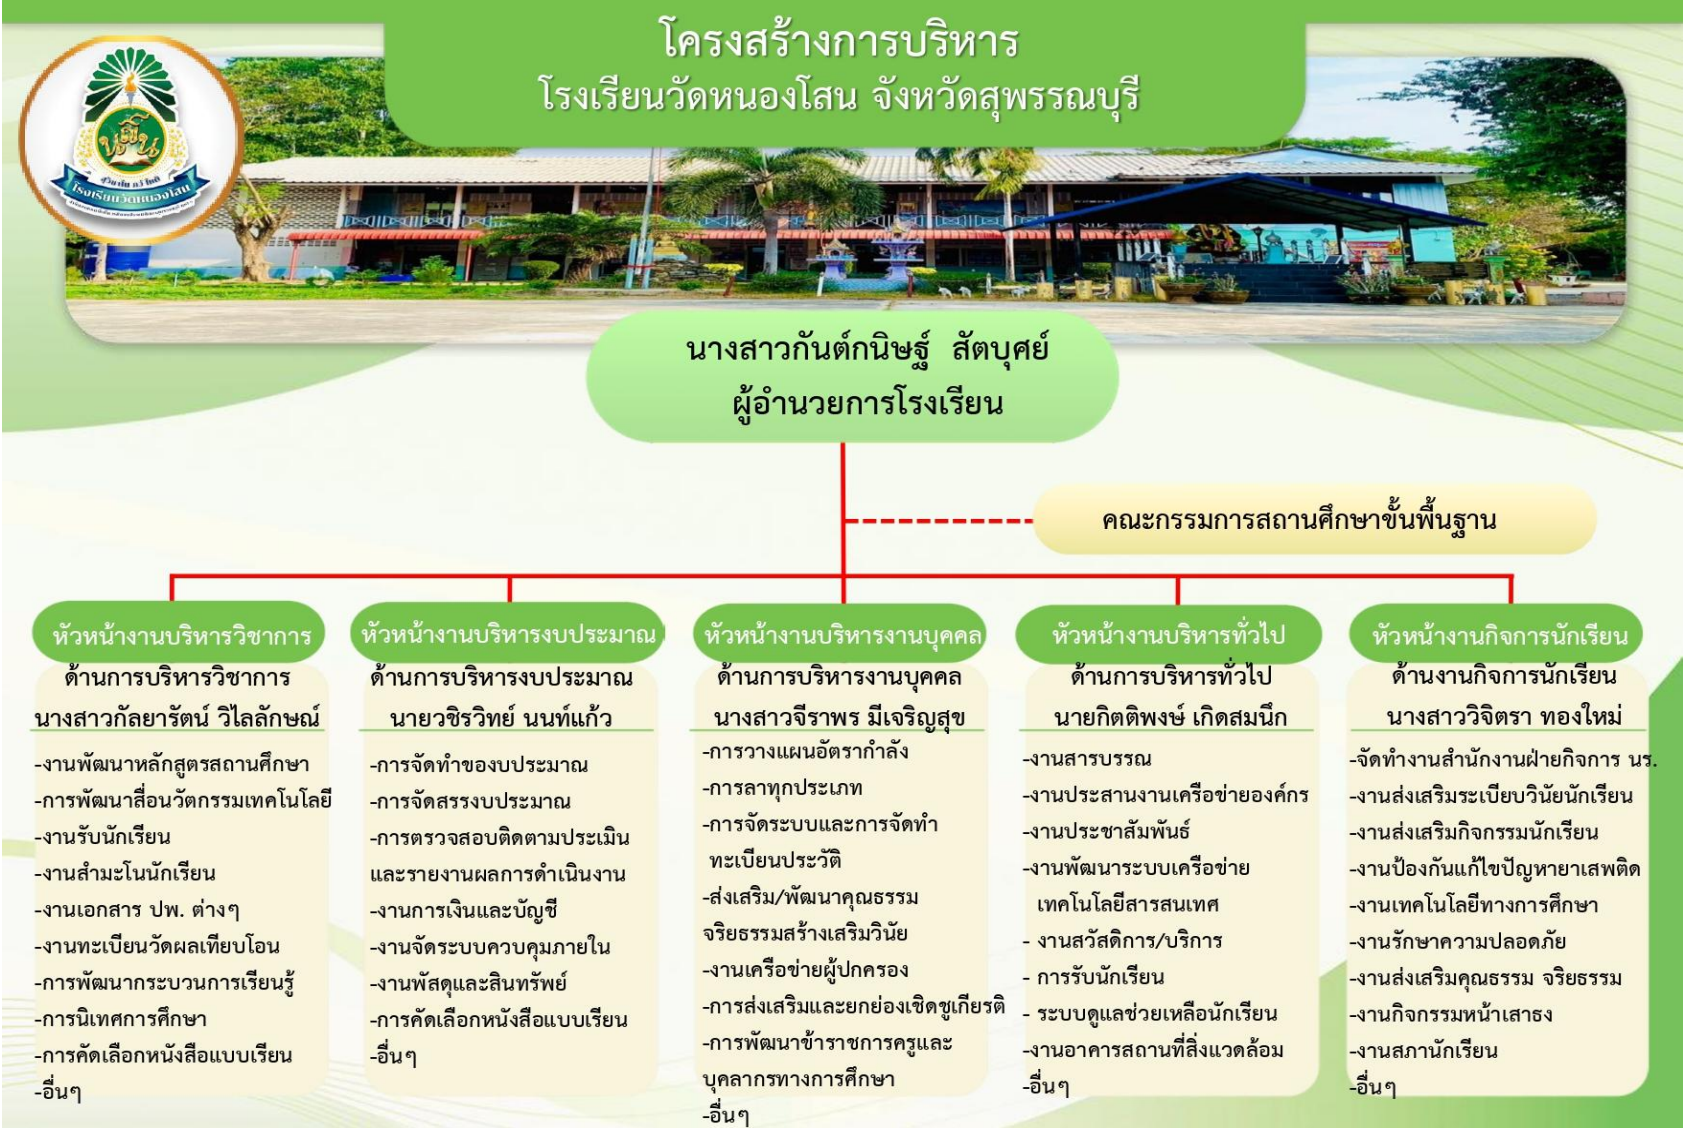 โครงสร้างการบริหาร
โรงเรียนวัดหนองโสน จังหวัดสุพรรณบุรี
โรงเรียนวัดหนองโสน
นางสาวกันต์กนิษฐ์ สัตบุศย์
ผู้อำนวยการโรงเรียน
คณะกรรมการสถานศึกษาขั้นพื้นฐาน
หัวหน้างานบริหารวิชาการ
ด้านการบริหารวิชาการ
นางสาวกัลยารัตน์ วิไลลักษณ์
-งานพัฒนาหลักสูตรสถานศึกษา
-การพัฒนาสื่อนวัตกรรมเทคโนโลยี
-งานรับนักเรียน
-งานสำมะโนนักเรียน
-งานเอกสาร ปพ. ต่างๆ
-งานทะเบียนวัดผลเทียบโอน
-การพัฒนากระบวนการเรียนรู้
-การนิเทศการศึกษา
-การคัดเลือกหนังสือแบบเรียน
-อื่นๆ
หัวหน้างานบริหารงบประมาณ
ด้านการบริหารงบประมาณ
นายวชิรวิทย์ นนท์แก้ว
-การจัดทำของบประมาณ
-การจัดสรรงบประมาณ
-การตรวจสอบติดตามประเมิน
และรายงานผลการดำเนินงาน
-งานการเงินและบัญชี
-งานจัดระบบควบคุมภายใน
-งานพัสดุและสินทรัพย์
-การคัดเลือกหนังสือแบบเรียน
-อื่นๆ
หัวหน้างานบริหารงานบุคคล
ด้านการบริหารงานบุคคล
นางสาวจีราพร มีเจริญสุข
-การวางแผนอัตรากำลัง
-การลาทุกประเภท
-การจัดระบบและการจัดทำ
ทะเบียนประวัติ
-ส่งเสริม/พัฒนาคุณธรรม
จริยธรรมสร้างเสริมวินัย
-งานเครือข่ายผู้ปกครอง
-การส่งเสริมและยกย่องเชิดชูเกียรติ
-การพัฒนาข้าราชการครูและ
บุคลากรทางการศึกษา
-อื่นๆ
หัวหน้างานบริหารทั่วไป
ด้านการบริหารทั่วไป
นายกิตติพงษ์ เกิดสมนึก
-งานสารบรรณ
-งานประสานงานเครือข่ายองค์กร
-งานประชาสัมพันธ์
-งานพัฒนาระบบเครือข่าย
เทคโนโลยีสารสนเทศ
- งานสวัสดิการ/บริการ
- การรับนักเรียน
- ระบบดูแลช่วยเหลือนักเรียน
-งานอาคารสถานที่สิ่งแวดล้อม
-อื่นๆ
หัวหน้างานกิจการนักเรียน
ด้านงานกิจการนักเรียน
นางสาววิจิตรา ทองใหม่
-จัดทำงานสำนักงานฝ่ายกิจการ นร.
-งานส่งเสริมระเบียบวินัยนักเรียน
-งานส่งเสริมกิจกรรมนักเรียน
-งานป้องกันแก้ไขปัญหายาเสพติด
-งานเทคโนโลยีทางการศึกษา
-งานรักษาความปลอดภัย
-งานส่งเสริมคุณธรรม จริยธรรม
-งานกิจกรรมหน้าเสาธง
-งานสภานักเรียน
-อื่นๆ